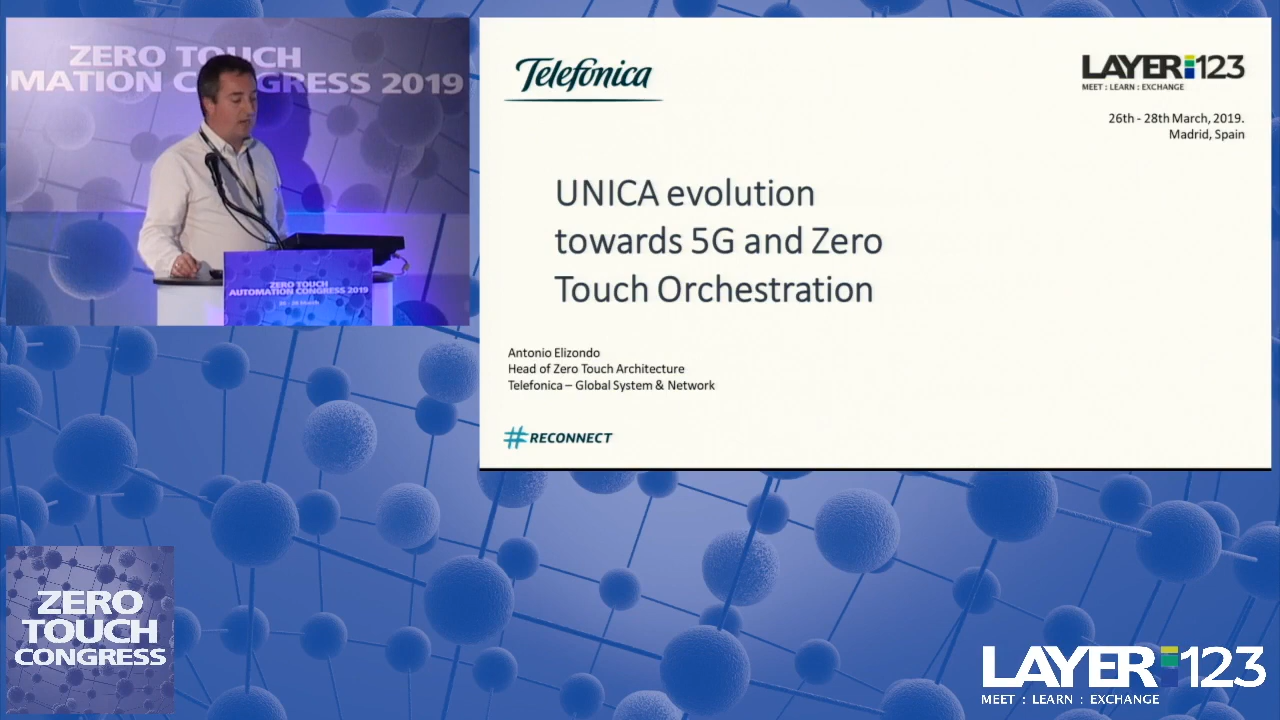 ZERO TOUCH
MATION CONGRESS 2019
ZERO TOUCH
AUTOMATION CONGRESS 2019
Telefónica
LAYER123
MEET : LEARN : EXCHANGE
26th - 28th March, 2019.
Madrid, Spain
UNICA evolution
towards 5G and Zero
Touch Orchestration
Antonio Elizondo
Head of Zero Touch Architecture
Telefonica – Global System & Network
#RECONNECT
ZERO
TOUCH
CONGRESS
LAYER123
MEET : LEARN : EXCHANGE